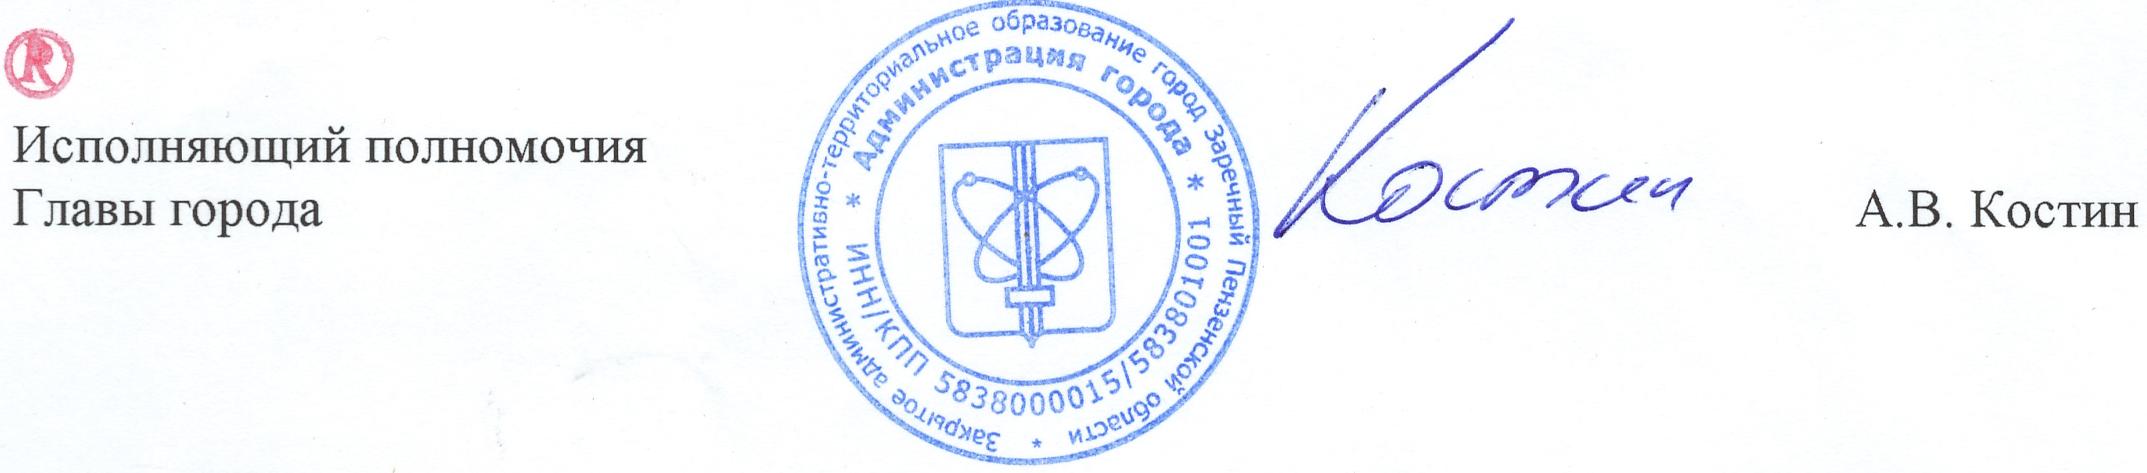 R
Исполняющий полномочия
Главы города
Закрытое административно-территориальное образование город Заречный Пензенской области *
* Администрация города *
ИНН/КПП 5838000015/583801001
Костин
А.В. Костин